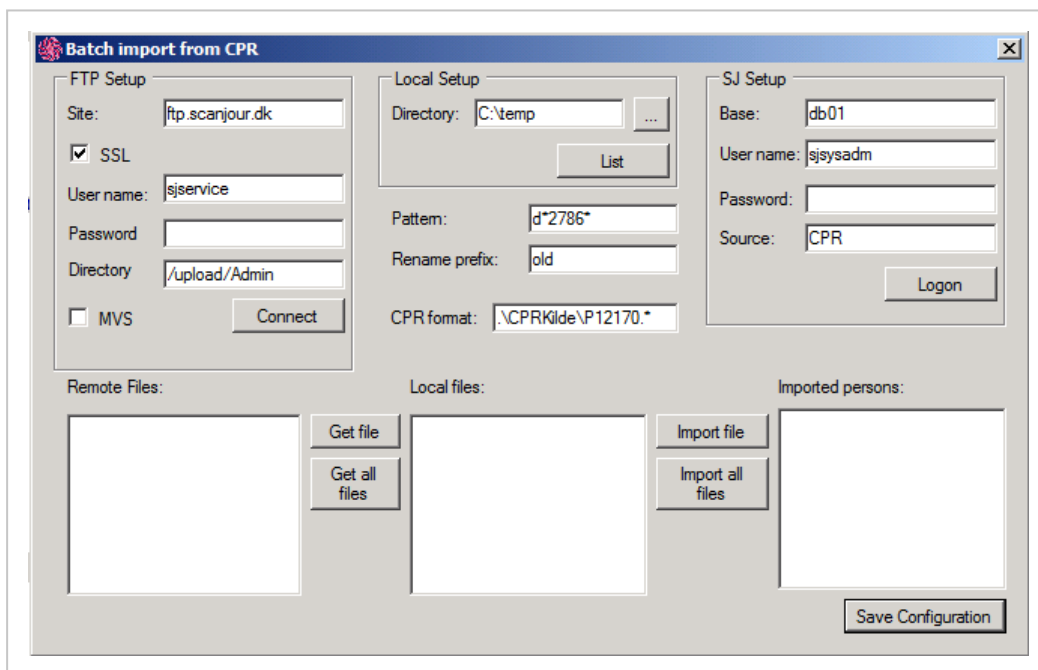 Batch import from CPR
FTP Setup
Site: ftp.scanjour.dk
SSL
User name: sjservice
Password
Directory /upload/Admin
MVS Connect
Local Setup
Directory: C:\temp ...
List
Pattern: d*2786*
Rename prefix: old
CPR format: .\CPRKilde\P12170.*
SJ Setup
Base: db01
User name: sjsysadm
Password:
Source: CPR
Logon
Remote Files:
Get file
Get all
files
Local files:
Import file
Import all
files
Imported persons:
Save Configuration